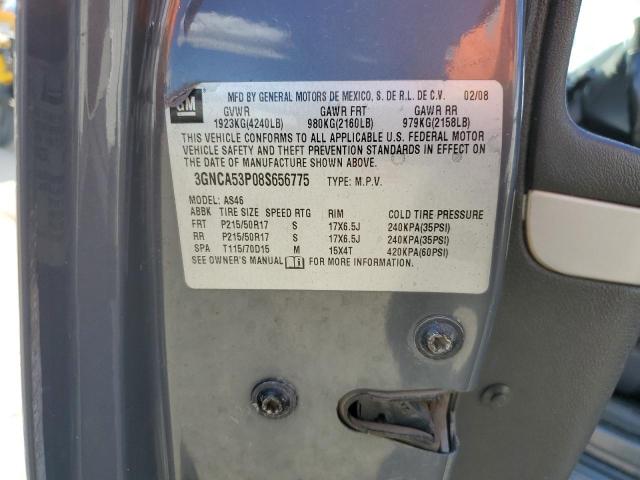 GM
MFD BY GENERAL MOTORS DE MEXICO, S. DE R.L. DE C.V. 02/08
GVWR GAWR FRT GAWR RR
1923KG(4240LB) 980KG(2160LB) 979KG(2158LB)
THIS VEHICLE CONFORMS TO ALL APPLICABLE U.S. FEDERAL MOTOR
VEHICLE SAFETY AND THEFT PREVENTION STANDARDS IN EFFECT ON
THE DATE OF MANUFACTURE SHOWN ABOVE.
3GNCA53P08S656775 TYPE: M.P.V.
MODEL: AS46
ABBK TIRE SIZE SPEED RTG RIM COLD TIRE PRESSURE
FRT P215/50R17 S 17X6.5J 240KPA(35PSI)
RR P215/50R17 S 17X6.5J 240KPA(35PSI)
SPA T115/70D15 M 15X4T 420KPA(60PSI)
SEE OWNER'S MANUAL FOR MORE INFORMATION.